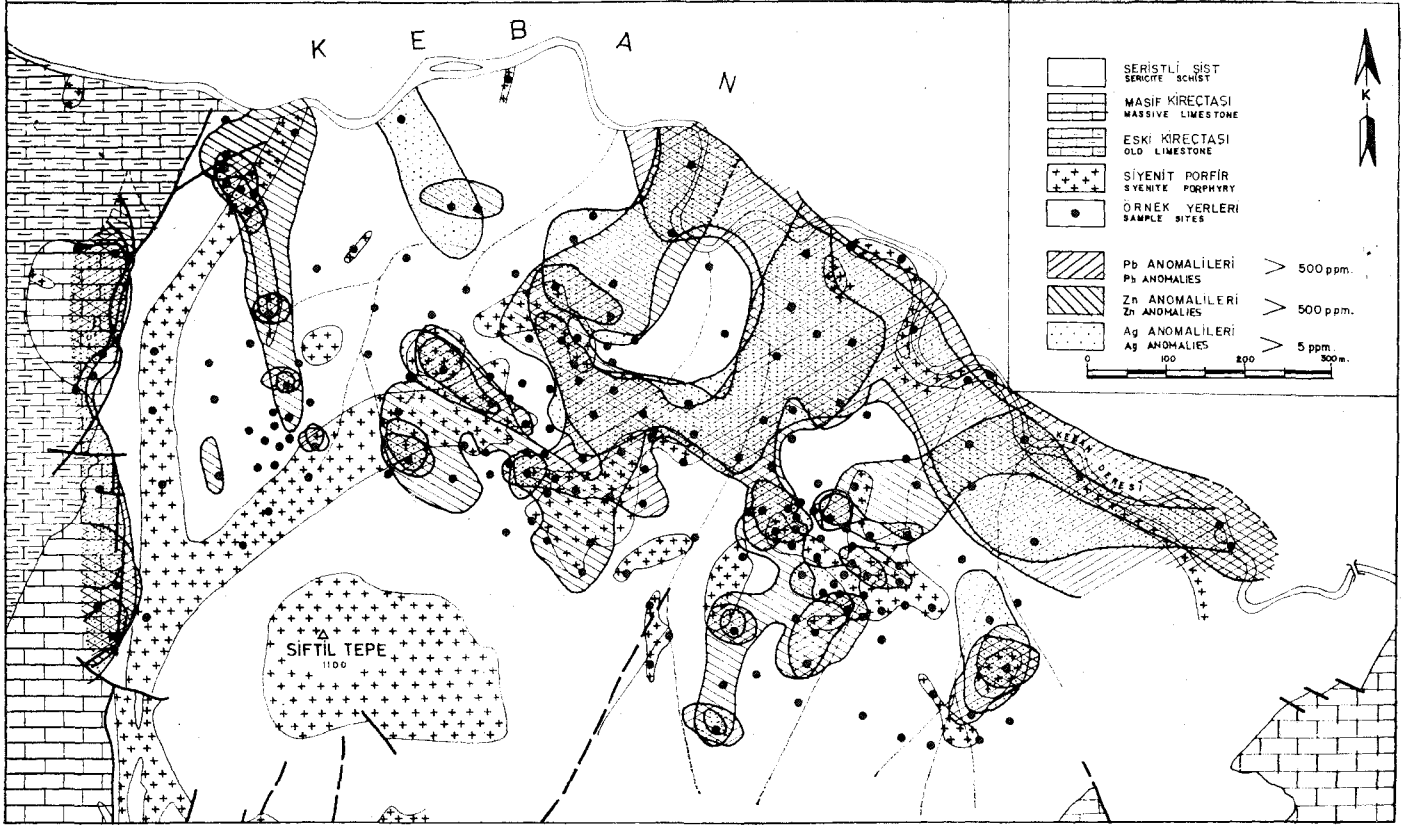 K E B A N
SERİSTLİ ŞİST
SERICITE SCHIST
MASİF KİREÇTAŞI
MASSIVE LIMESTONE
ESKİ KİREÇTAŞI
OLD LIMESTONE
SİYENİT PORFİR
SYENITE PORPHYRY
ÖRNEK YERLERİ
SAMPLE SITES
Pb ANOMALİLERİ > 500 ppm.
Pb ANOMALIES
Zn ANOMALİLERİ > 500 ppm.
Zn ANOMALIES
Ag ANOMALİLERİ > 5 ppm.
Ag ANOMALIES
0 100 200 300 m.
K
KEBAN DERESİ
SİFTİL TEPE
1100